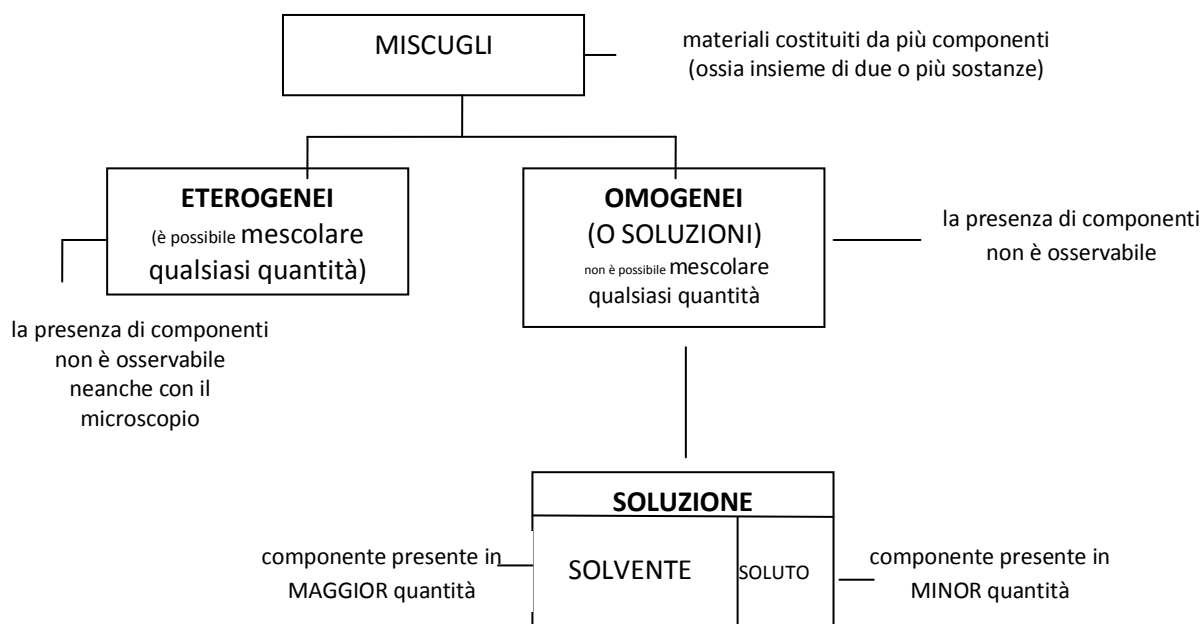 MISCUGLI
materiali costituiti da più componenti
(ossia insieme di due o più sostanze)
ETEROGENEI
(è possibile mescolare
qualsiasi quantità)
OMOGENEI
(O SOLUZIONI)
non è possibile mescolare
qualsiasi quantità
la presenza di componenti
non è osservabile
la presenza di componenti
non è osservabile
neanche con il
microscopio
SOLUZIONE
componente presente in
MAGGIOR quantità
SOLVENTE
SOLUTO
componente presente in
MINOR quantità